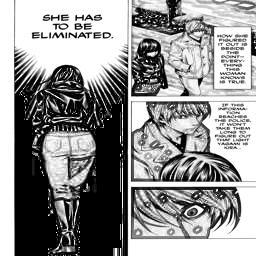 SHE HAS
TO BE
ELIMINATED.
HOW SHE
FIGURED
IT OUT IS
BESIDE
THE
POINT.
EVERY-
THING
THIS
WOMAN
KNOWS
IS TRUE.
IF THIS
INFORMA-
TION
REACHES
THE POLICE,
IT WON'T
TAKE THEM
LONG TO
FIGURE OUT
THAT LIGHT
YAGAMI IS
KIRA.